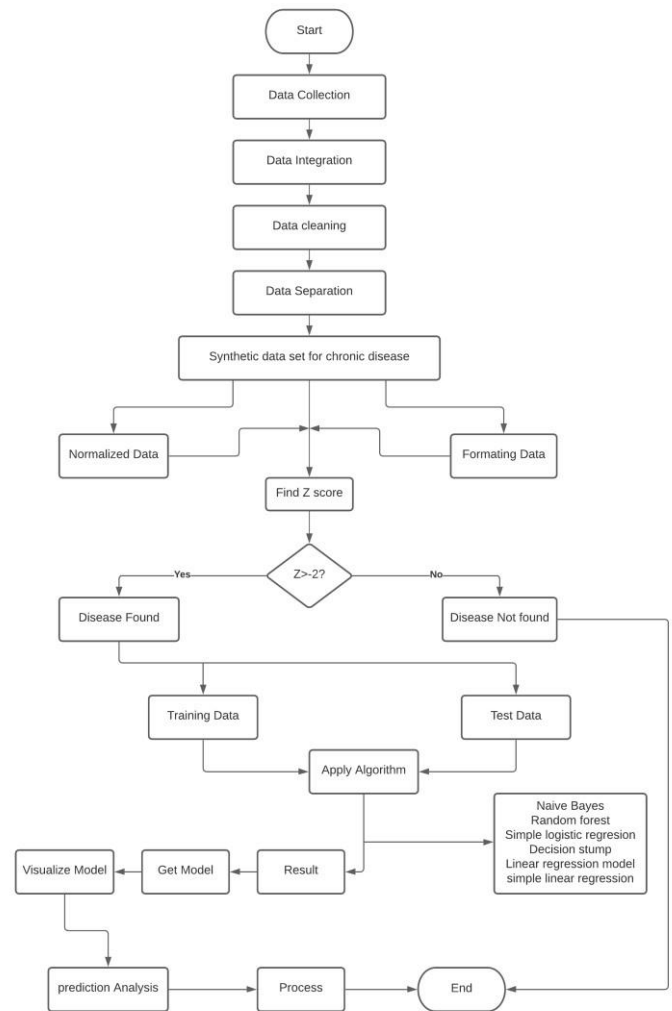 Start
Data Collection
Data Integration
Data cleaning
Data Separation
Synthetic data set for chronic disease
Normalized Data
Formating Data
Find Z score
Z>-2?
Yes
No
Disease Found
Disease Not found
Training Data
Test Data
Apply Algorithm
Naive Bayes
Random forest
Simple logistic regresion
Decision stump
Linear regression model
simple linear regression
Visualize Model
Get Model
Result
prediction Analysis
Process
End